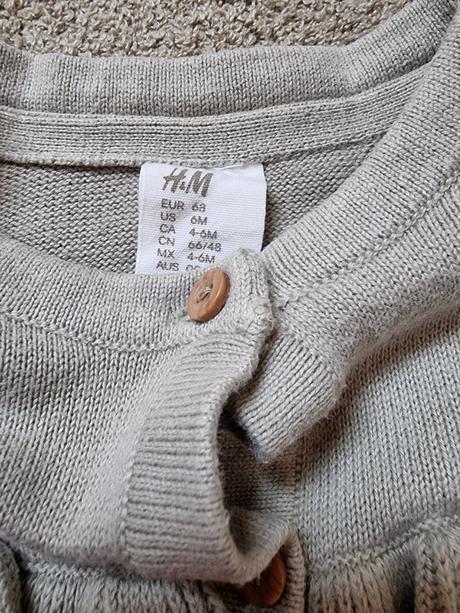 H&M
EUR 68
US 6M
CA 4-6M
CN 66/48
MX 4-6M
AUS